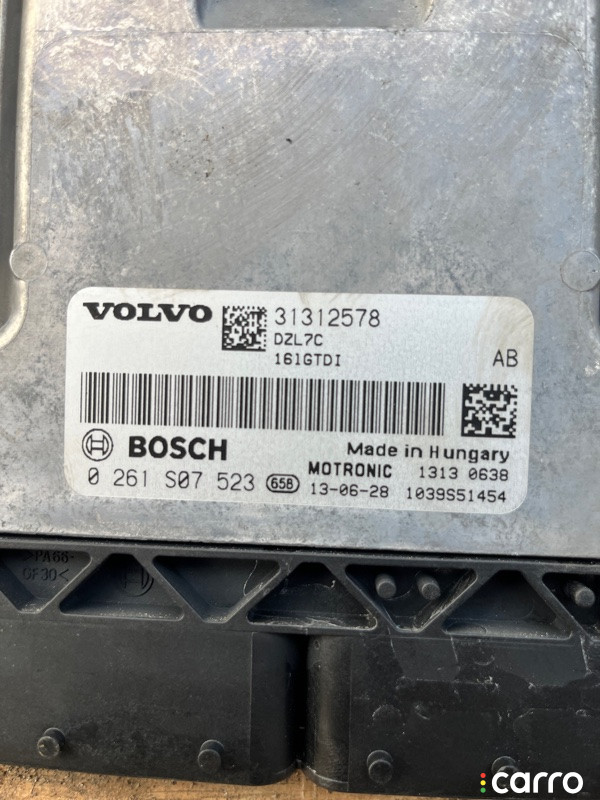 VOLVO 31312578
DZL7C
161GTDI AB
BOSCH Made in Hungary
MOTRONIC 1313 0638
0 261 S07 523 658 13-06-28 1039S51454
>PA66-
GF30<
carro